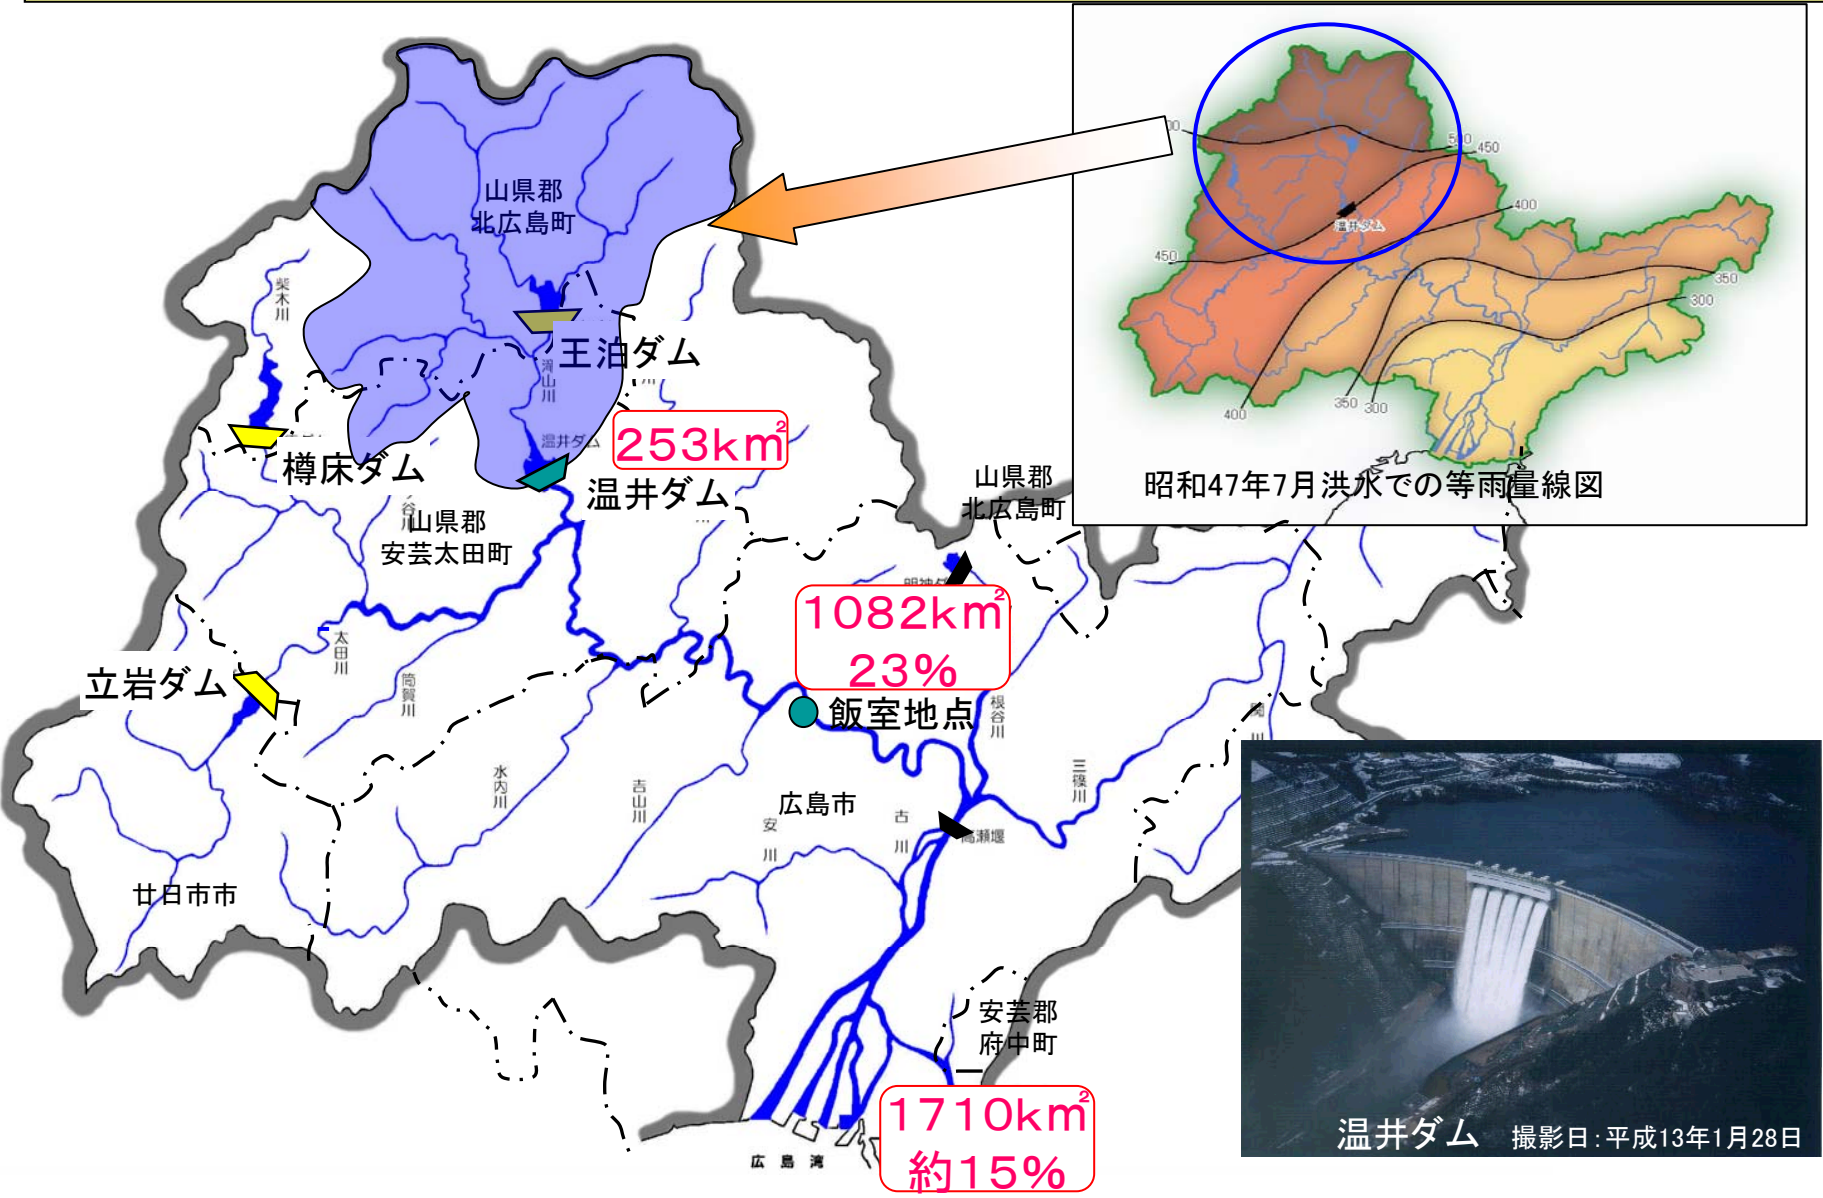 山県郡
北広島町
柴木川
王泊ダム
滝山川
川
温井ダム
253km²
樽床ダム
温井ダム
山県郡
安芸太田町
山県郡
北広島町
1082km²
23%
飯室地点
太田川
立岩ダム
筒賀川
根谷川
水内川
吉山川
広島市
安川
古川
三篠川
高瀬堰
廿日市市
安芸郡
府中町
1710km²
約15%
広島湾
500
450
400
温井ダム
450
350
300
400
350
300
昭和47年7月洪水での等雨量線図
温井ダム 撮影日:平成13年1月28日